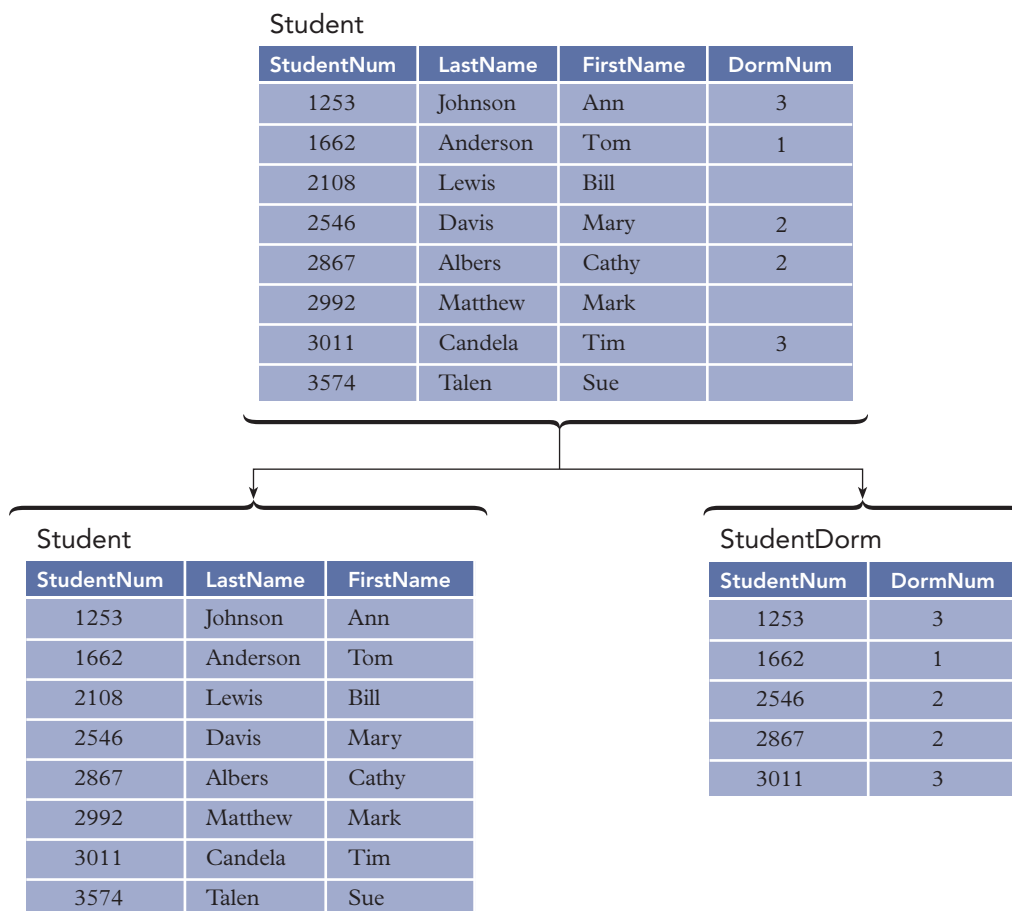 Student
StudentNum LastName FirstName DormNum
1253 Johnson Ann 3
1662 Anderson Tom 1
2108 Lewis Bill
2546 Davis Mary 2
2867 Albers Cathy 2
2992 Matthew Mark
3011 Candela Tim 3
3574 Talen Sue
Student
StudentNum LastName FirstName
1253 Johnson Ann
1662 Anderson Tom
2108 Lewis Bill
2546 Davis Mary
2867 Albers Cathy
2992 Matthew Mark
3011 Candela Tim
3574 Talen Sue
StudentDorm
StudentNum DormNum
1253 3
1662 1
2546 2
2867 2
3011 3